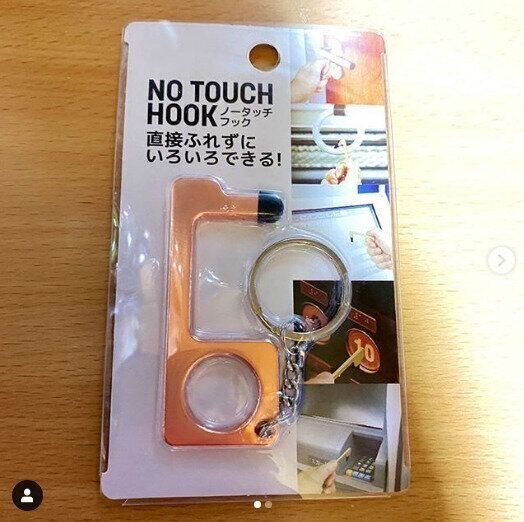 NO TOUCH
HOOK ノータッチ
フック
直接ふれずに
いろいろできる!
10